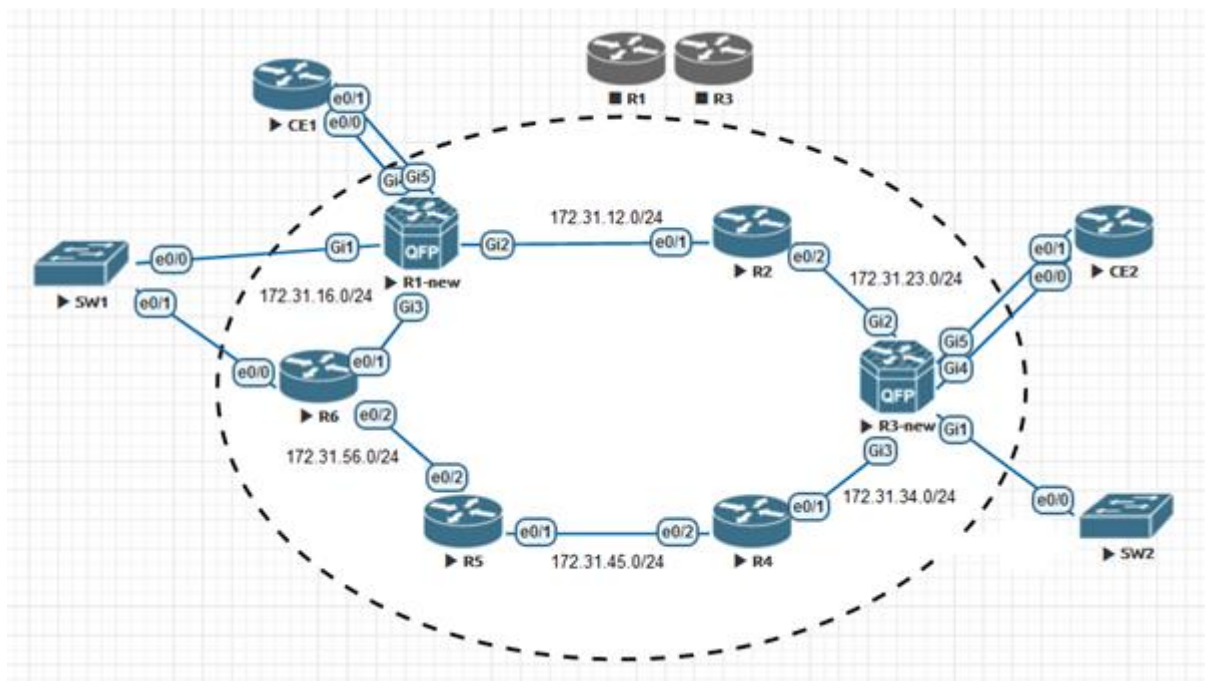 R1
R3
e0/1
e0/0
CE1
Gi5
QFP
R1-new
Gi1
Gi2
172.31.12.0/24
e0/1
R2
e0/2
172.31.23.0/24
e0/1
e0/0
CE2
e0/0
e0/1
SW1
172.31.16.0/24
Gi3
Gi2
Gi5
Gi4
QFP
R3-new
Gi1
Gi3
e0/0
e0/1
R6
e0/2
172.31.56.0/24
e0/2
R5
e0/1
172.31.45.0/24
e0/2
R4
e0/1
172.31.34.0/24
e0/0
SW2